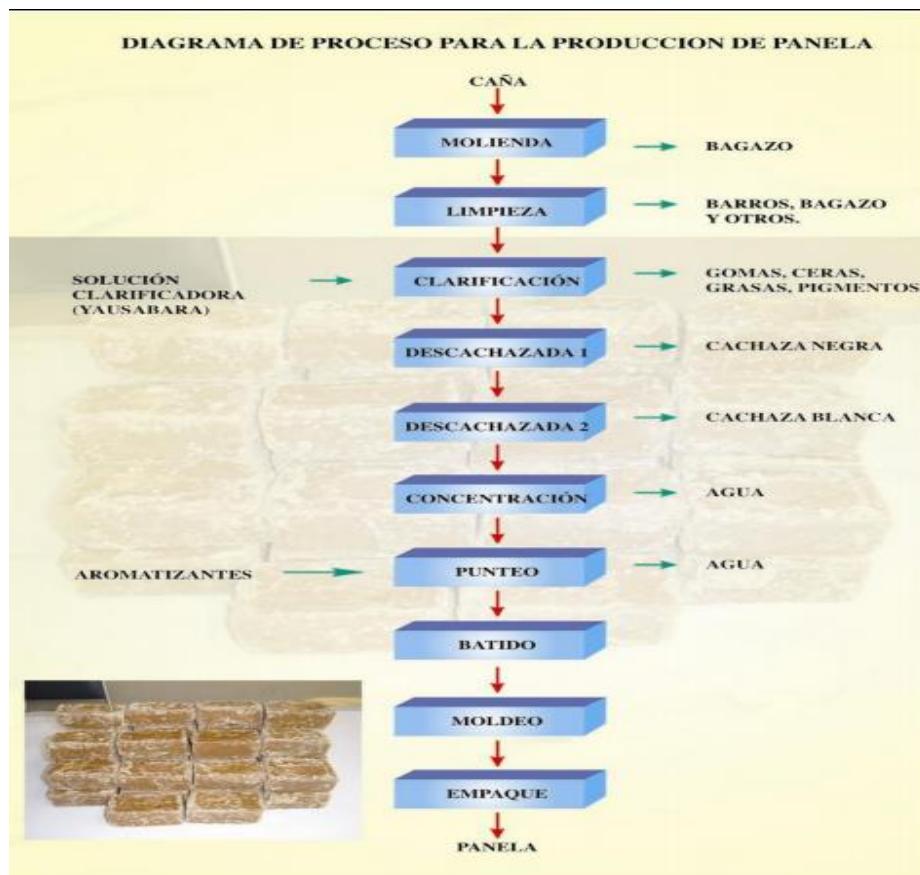 DIAGRAMA DE PROCESO PARA LA PRODUCCION DE PANELA
CAÑA
MOLIENDA
BAGAZO
LIMPIEZA
BARROS, BAGAZO
Y OTROS.
SOLUCIÓN
CLARIFICADORA
(YAUSABARA)
CLARIFICACIÓN
GOMAS, CERAS,
GRASAS, PIGMENTOS
DESCACHAZADA 1
CACHAZA NEGRA
DESCACHAZADA 2
CACHAZA BLANCA
CONCENTRACIÓN
AGUA
AROMATIZANTES
PUNTEO
AGUA
BATIDO
MOLDEO
EMPAQUE
PANELA